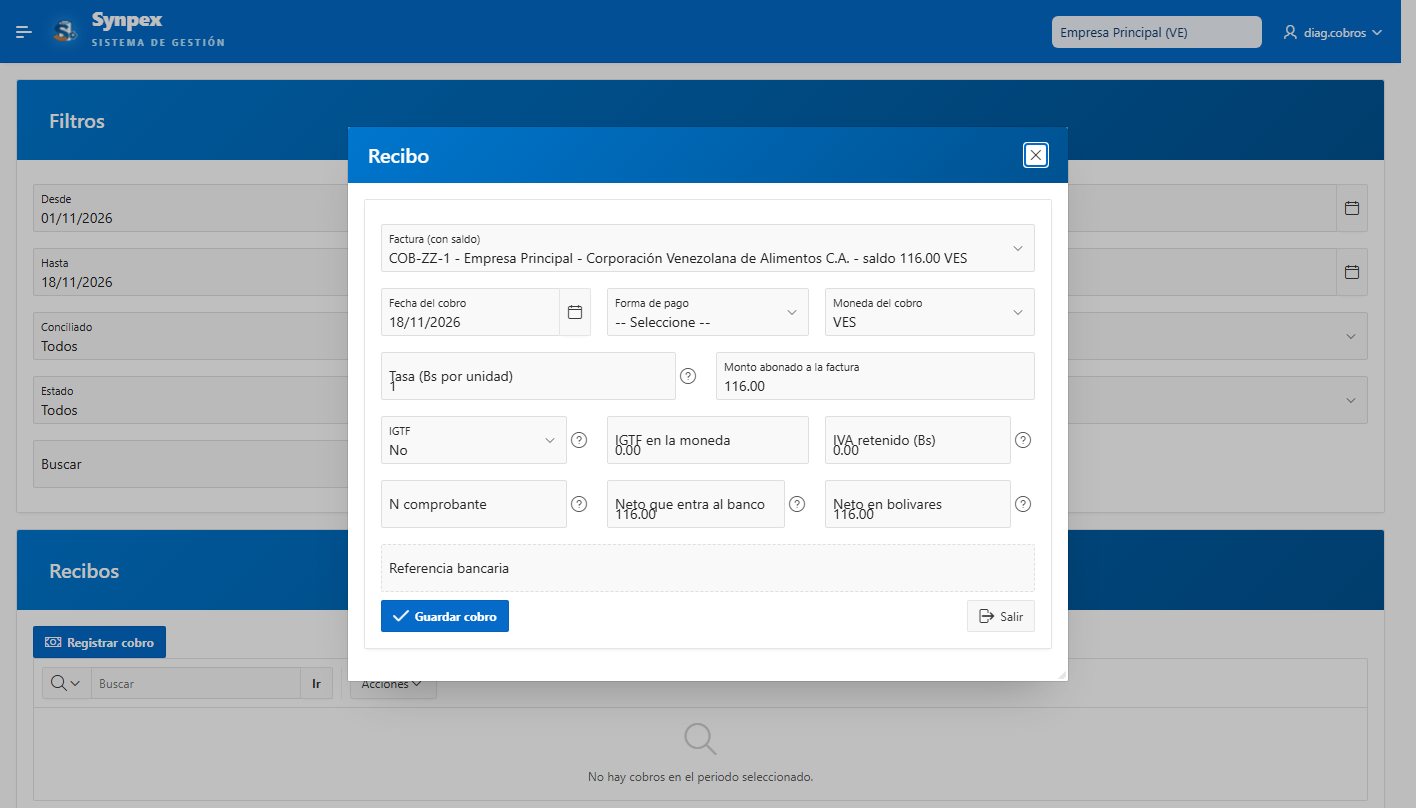 Synpex
SISTEMA DE GESTIÓN
Empresa Principal (VE)
diag.cobros
Filtros
Desde
01/11/2026
Hasta
18/11/2026
Conciliado
Todos
Estado
Todos
Buscar
Recibo
Factura (con saldo)
COB-ZZ-1 - Empresa Principal - Corporación Venezolana de Alimentos C.A. - saldo 116.00 VES
Fecha del cobro
18/11/2026
Forma de pago
-- Seleccione --
Moneda del cobro
VES
Tasa (Bs por unidad)
1
Monto abonado a la factura
116.00
IGTF
No
IGTF en la moneda
0.00
IVA retenido (Bs)
0.00
N comprobante
Neto que entra al banco
116.00
Neto en bolivares
116.00
Referencia bancaria
Guardar cobro
Salir
Recibos
Registrar cobro
Buscar
Ir
Acciones
No hay cobros en el periodo seleccionado.